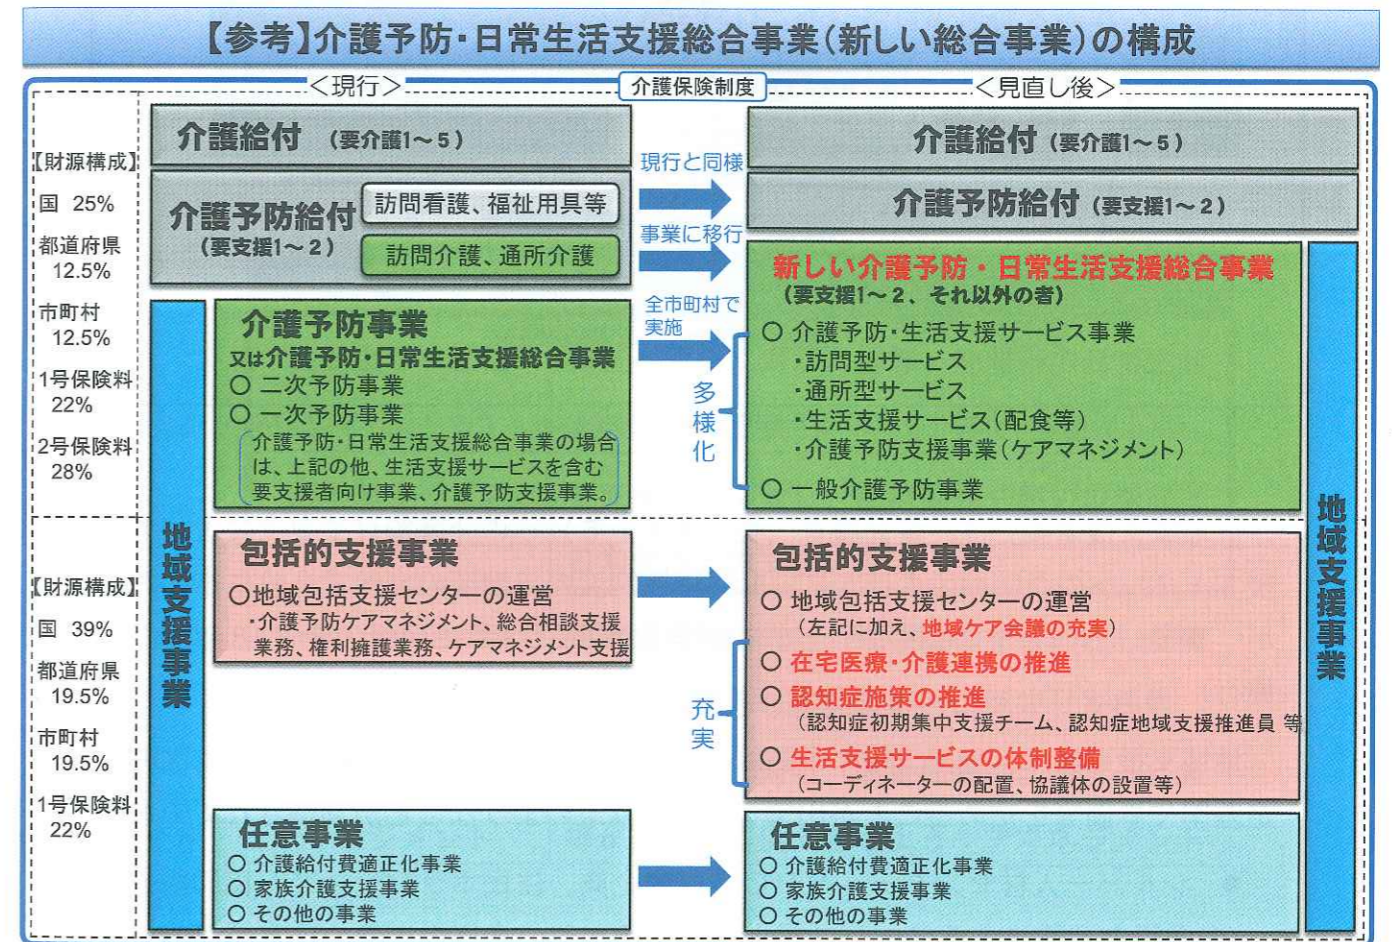 【参考】介護予防・日常生活支援総合事業（新しい総合事業）の構成
＜現行＞
介護保険制度
＜見直し後＞
【財源構成】
国 25%
都道府県
12.5%
市町村
12.5%
1号保険料
22%
2号保険料
28%
【財源構成】
国 39%
都道府県
19.5%
市町村
19.5%
1号保険料
22%
介護給付 （要介護1～5）
介護予防給付
（要支援1～2）
訪問看護、福祉用具等
訪問介護、通所介護
地域支援事業
介護予防事業
又は介護予防・日常生活支援総合事業
○ 二次予防事業
○ 一次予防事業
介護予防・日常生活支援総合事業の場合
は、上記の他、生活支援サービスを含む
要支援者向け事業、介護予防支援事業。
包括的支援事業
○地域包括支援センターの運営
・介護予防ケアマネジメント、総合相談支援
業務、権利擁護業務、ケアマネジメント支援
任意事業
○ 介護給付費適正化事業
○ 家族介護支援事業
○ その他の事業
現行と同様
事業に移行
全市町村で
実施
多様化
充実
介護給付（要介護1～5）
介護予防給付（要支援1～2）
新しい介護予防・日常生活支援総合事業
（要支援1～2、それ以外の者）
○ 介護予防・生活支援サービス事業
・訪問型サービス
・通所型サービス
・生活支援サービス（配食等）
・介護予防支援事業（ケアマネジメント）
○ 一般介護予防事業
包括的支援事業
○ 地域包括支援センターの運営
（左記に加え、地域ケア会議の充実）
○ 在宅医療・介護連携の推進
○ 認知症施策の推進
（認知症初期集中支援チーム、認知症地域支援推進員 等
○ 生活支援サービスの体制整備
（コーディネーターの配置、協議体の設置等）
任意事業
○ 介護給付費適正化事業
○ 家族介護支援事業
○ その他の事業
地域支援事業